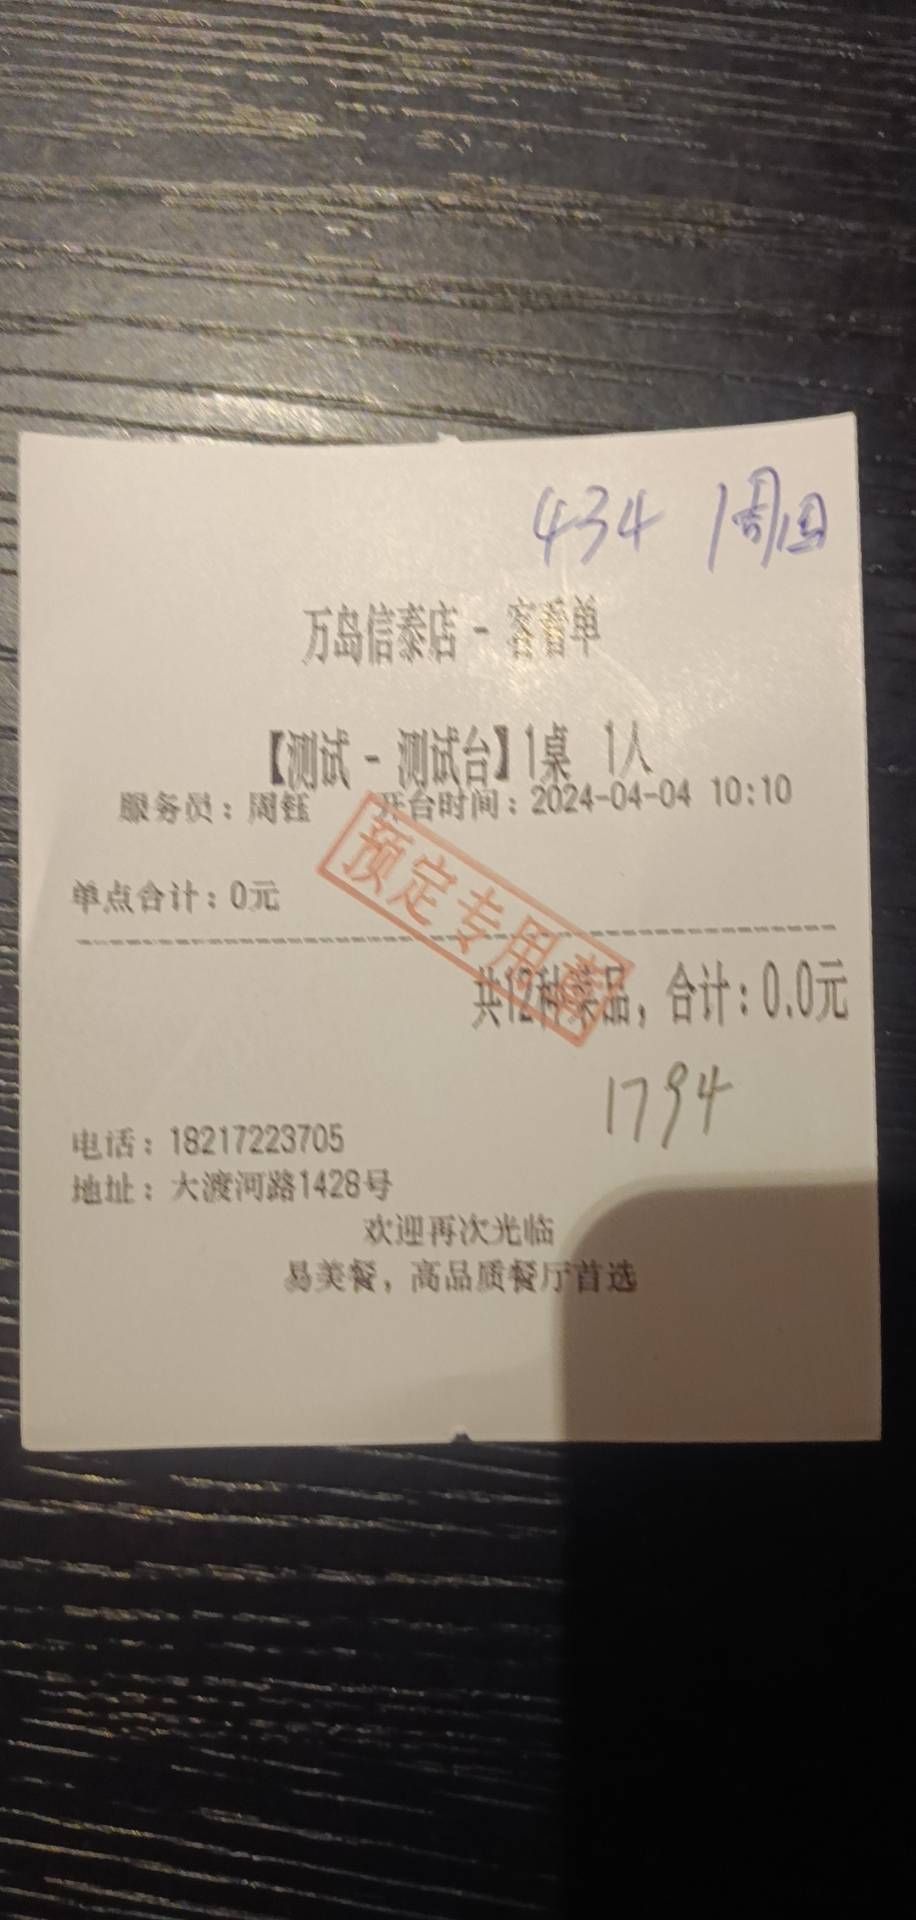 434 周四
万岛信泰店 - 客看单
【测试 - 测试台】1桌 1人
服务员：周钰 开台时间：2024-04-04 10:10
预定专用章
单点合计：0元
共12种菜品，合计：0.0元
1794
电话：18217223705
地址：大渡河路1428号
欢迎再次光临
易美餐，高品质餐厅首选